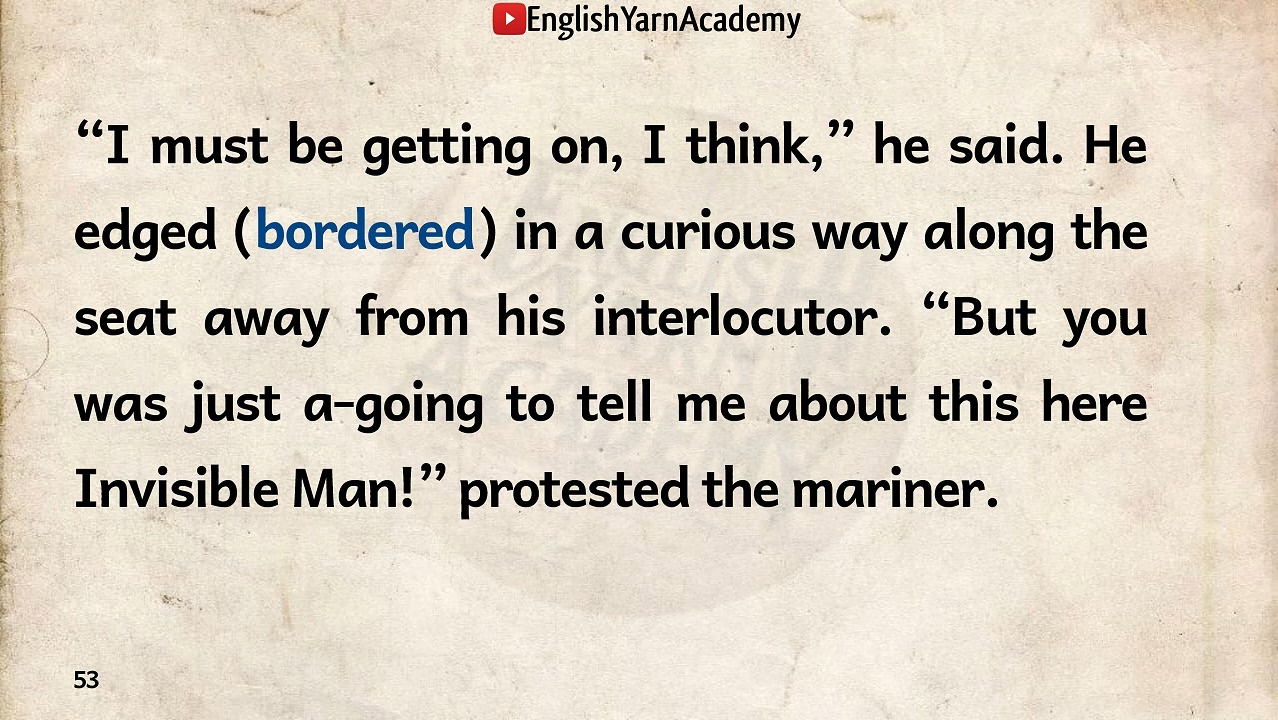 EnglishYarnAcademy
“I must be getting on, I think,” he said. He
edged (bordered) in a curious way along the
seat away from his interlocutor. “But you
was just a-going to tell me about this here
Invisible Man!” protested the mariner.
53